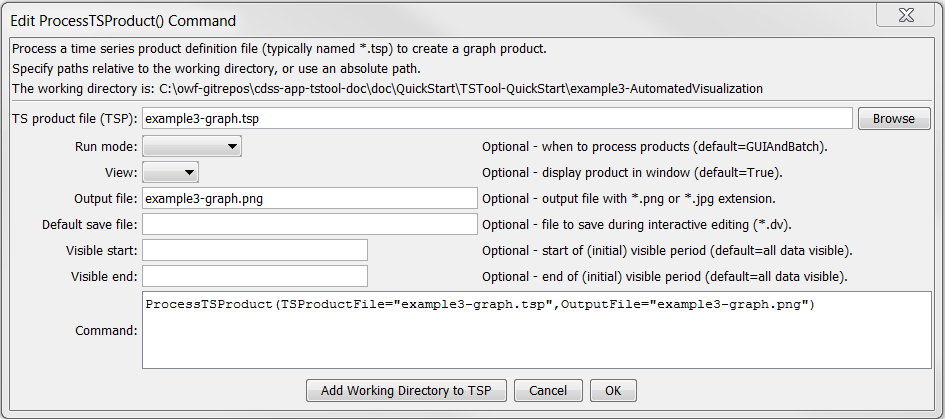 Edit ProcessTSProduct() Command
Process a time series product definition file (typically named *.tsp) to create a graph product.
Specify paths relative to the working directory, or use an absolute path.
The working directory is: C:\owf-gitrepos\cdss-app-tstool-doc\doc\QuickStart\TSTool-QuickStart\example3-AutomatedVisualization
TS product file (TSP): example3-graph.tsp Browse
Run mode: Optional - when to process products (default=GUIAndBatch).
View: Optional - display product in window (default=True).
Output file: example3-graph.png Optional - output file with *.png or *.jpg extension.
Default save file: Optional - file to save during interactive editing (*.dv).
Visible start: Optional - start of (initial) visible period (default=all data visible).
Visible end: Optional - end of (initial) visible period (default=all data visible).
ProcessTSProduct(TSProductFile="example3-graph.tsp",OutputFile="example3-graph.png")
Command:
Add Working Directory to TSP Cancel OK